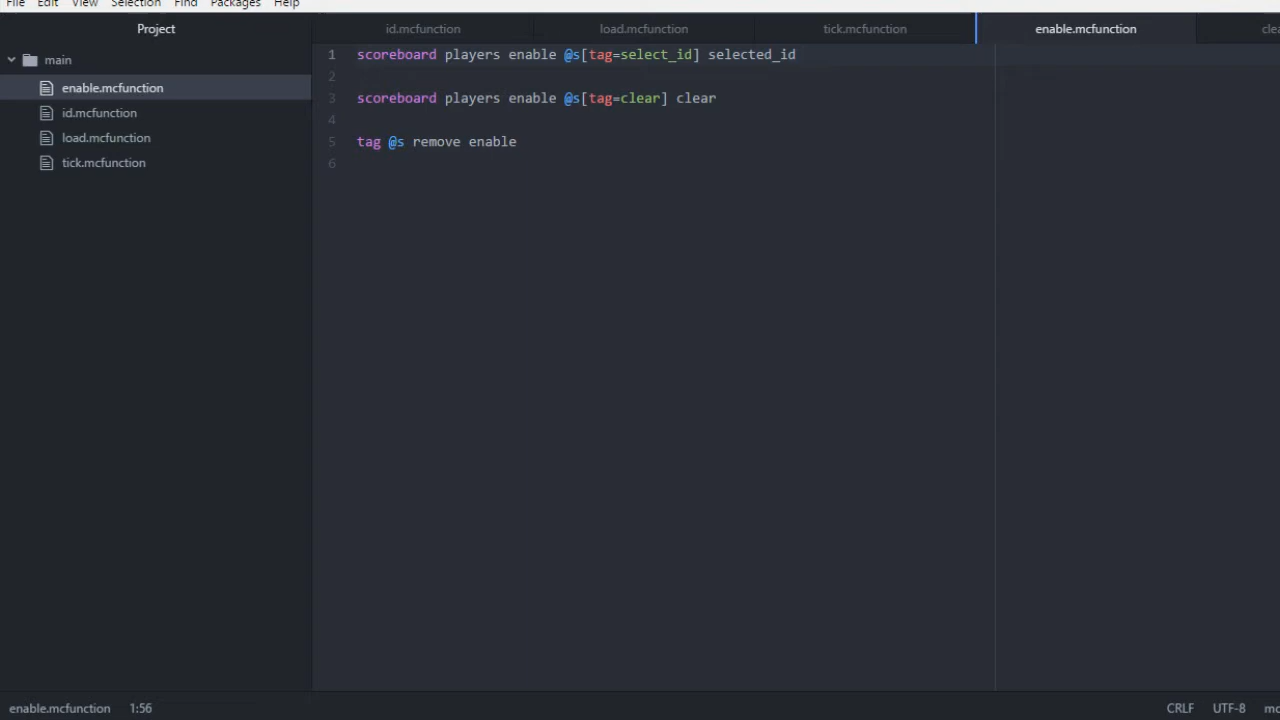 File Edit View Selection Find Packages Help
Project
id.mcfunction load.mcfunction tick.mcfunction enable.mcfunction
main
enable.mcfunction
id.mcfunction
load.mcfunction
tick.mcfunction
1 scoreboard players enable @s[tag=select_id] selected_id
2
3 scoreboard players enable @s[tag=clear] clear
4
5 tag @s remove enable
6
enable.mcfunction 1:56 CRLF UTF-8